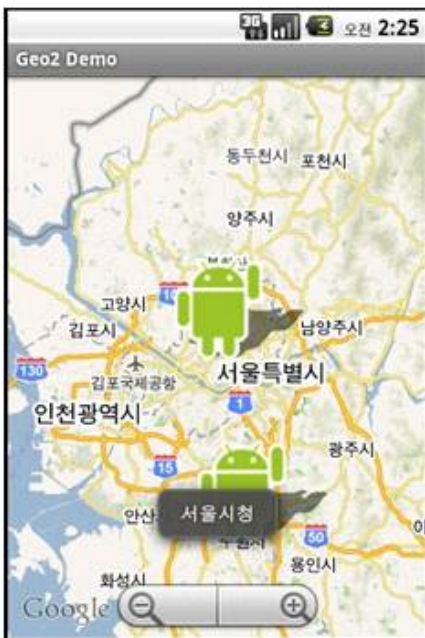 3G 오전 2:25
Geo2 Demo
동두천시
포천시
양주시
고양시
김포시
남양주시
130
김포국제공항
서울특별시
1
인천광역시
15
광주시
서울시청
50
용인시
화성시
Google